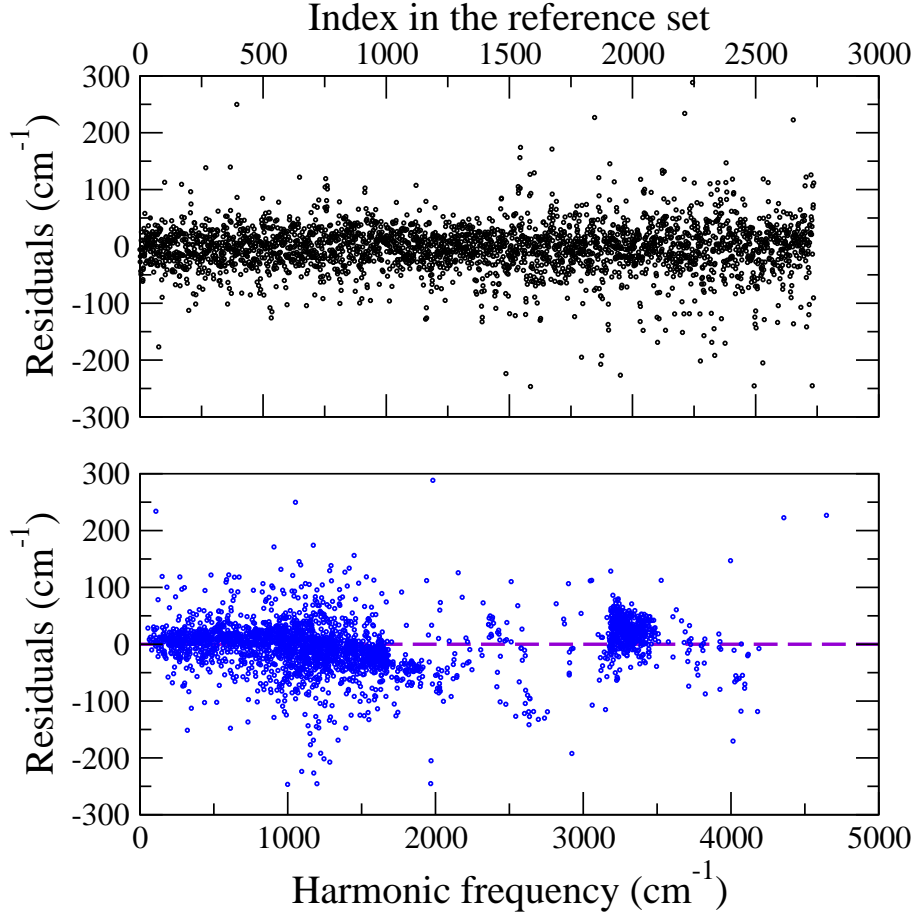 Index in the reference set
0 500 1000 1500 2000 2500 3000
300
200
100
0
-100
-200
-300
Residuals (cm-1)
300
200
100
0
-100
-200
-300
Residuals (cm-1)
0 1000 2000 3000 4000 5000
Harmonic frequency (cm-1)